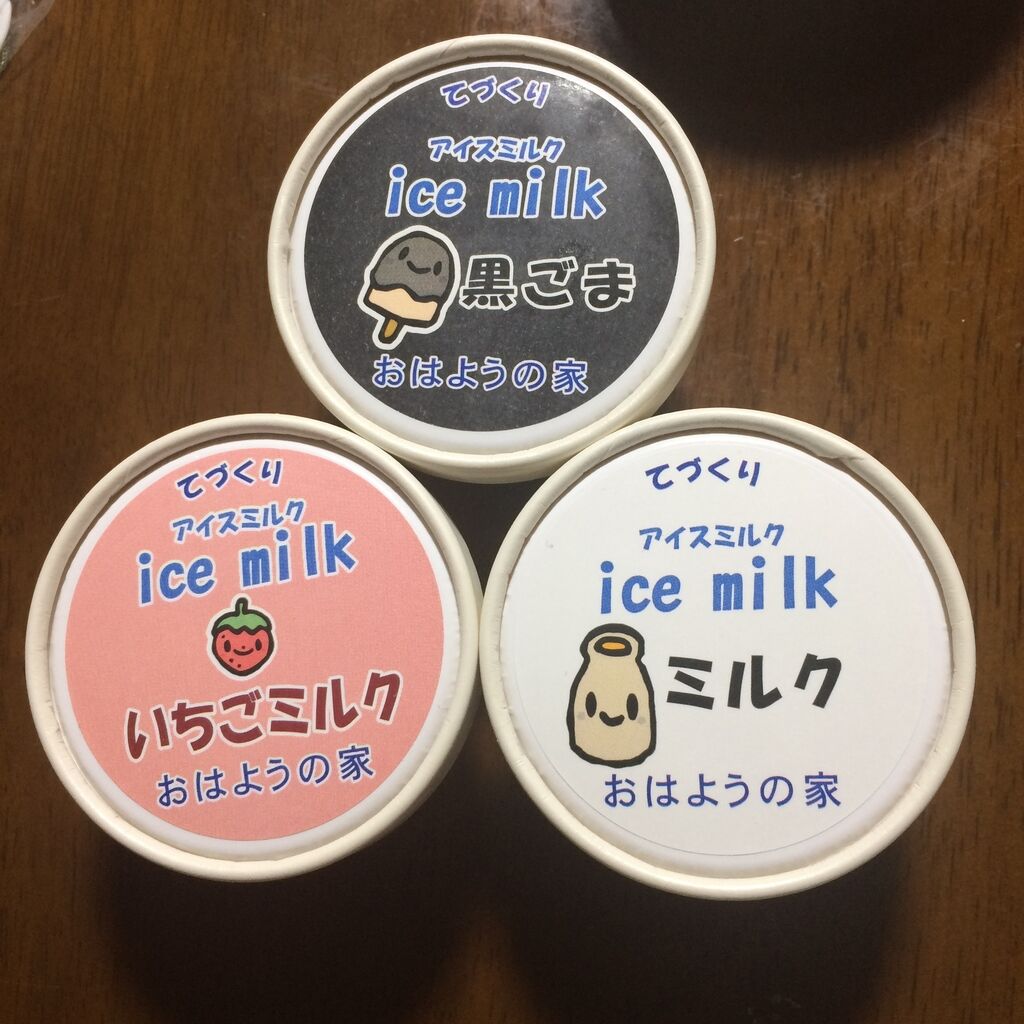 てづくり
アイスミルク
ice milk
黒ごま
おはようの家
てづくり
アイスミルク
ice milk
いちごミルク
おはようの家
てづくり
アイスミルク
ice milk
ミルク
おはようの家